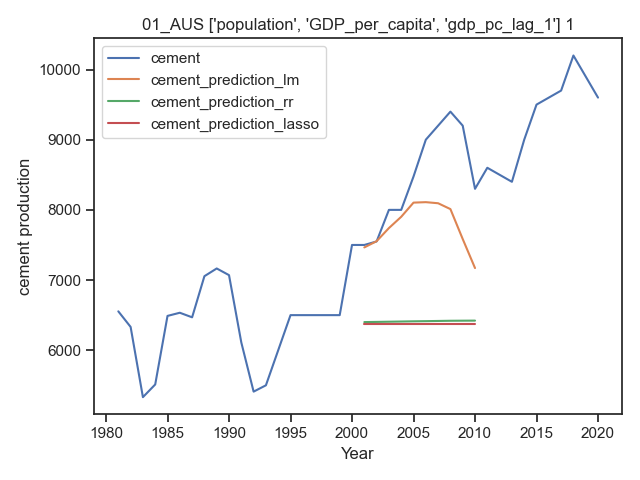 01_AUS ['population', 'GDP_per_capita', 'gdp_pc_lag_1'] 1
cement
cement_prediction_lm
cement_prediction_rr
cement_prediction_lasso
cement production
10000
9000
8000
7000
6000
1980 1985 1990 1995 2000 2005 2010 2015 2020
Year